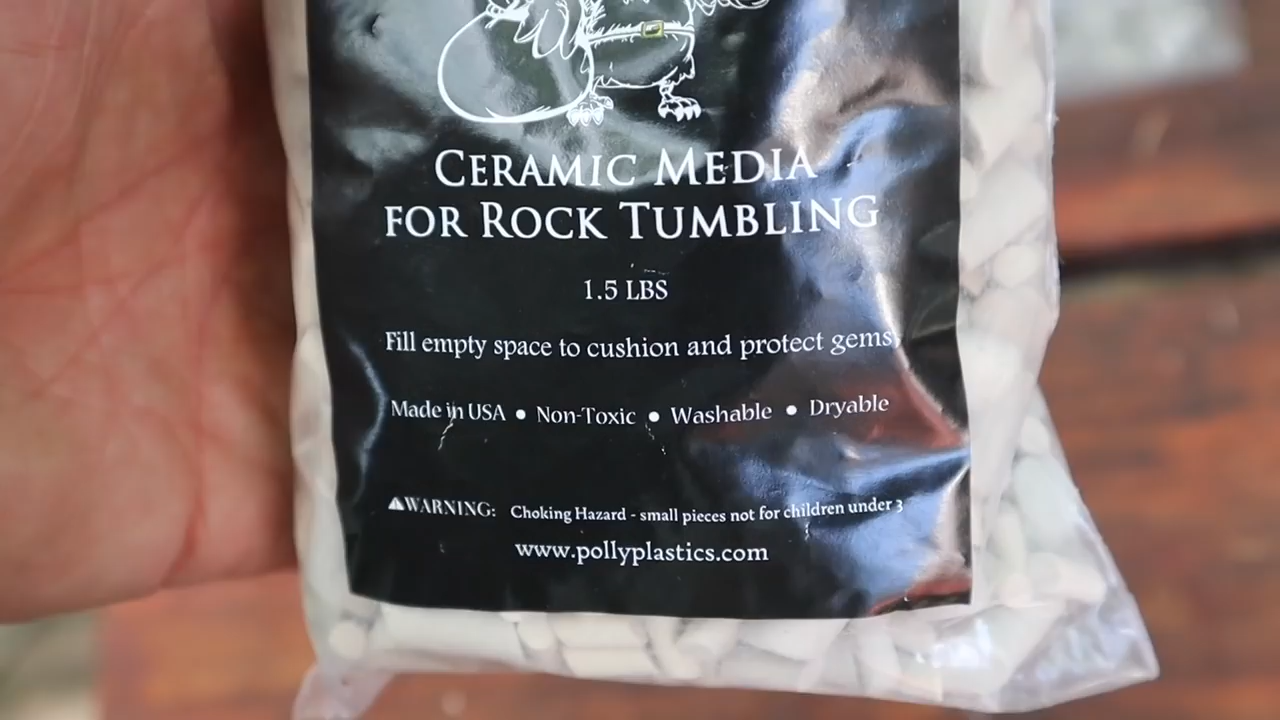 CERAMIC MEDIA
FOR ROCK TUMBLING
1.5 LBS
Fill empty space to cushion and protect gems
Made in USA • Non-Toxic • Washable • Dryable
⚠WARNING: Choking Hazard - small pieces not for children under 3
www.pollyplastics.com